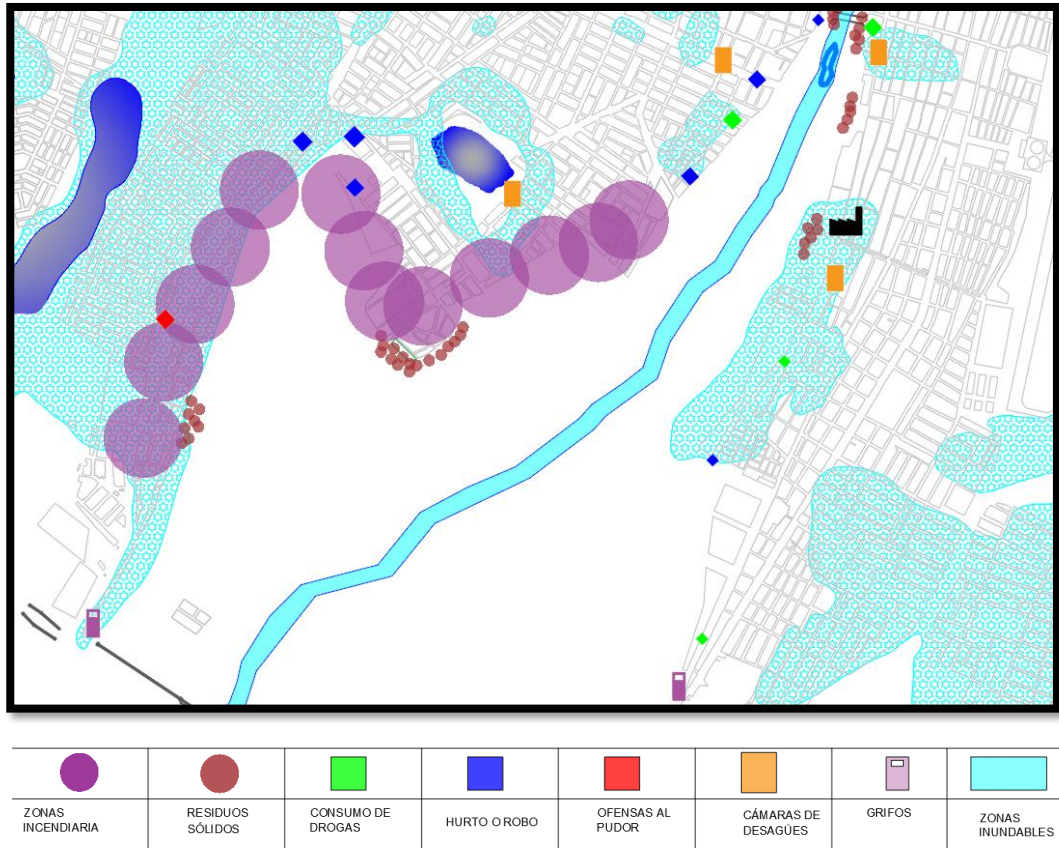 ZONAS
INCENDIARIA
RESIDUOS
SÓLIDOS
CONSUMO DE
DROGAS
HURTO O ROBO
OFENSAS AL
PUDOR
CÁMARAS DE
DESAGÜES
GRIFOS
ZONAS
INUNDABLES